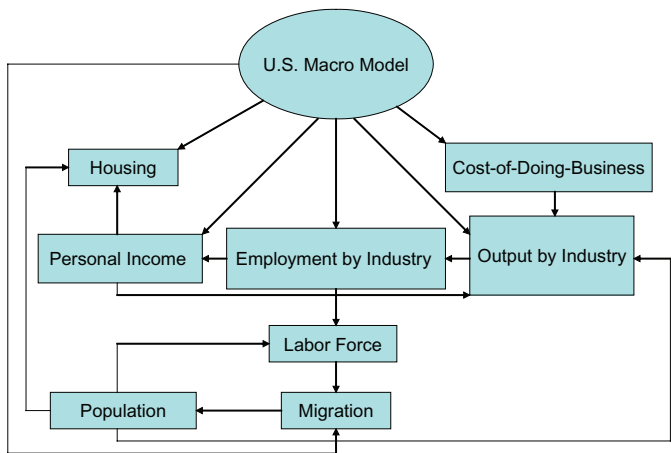 U.S. Macro Model
Housing
Cost-of-Doing-Business
Personal Income
Employment by Industry
Output by Industry
Labor Force
Population
Migration